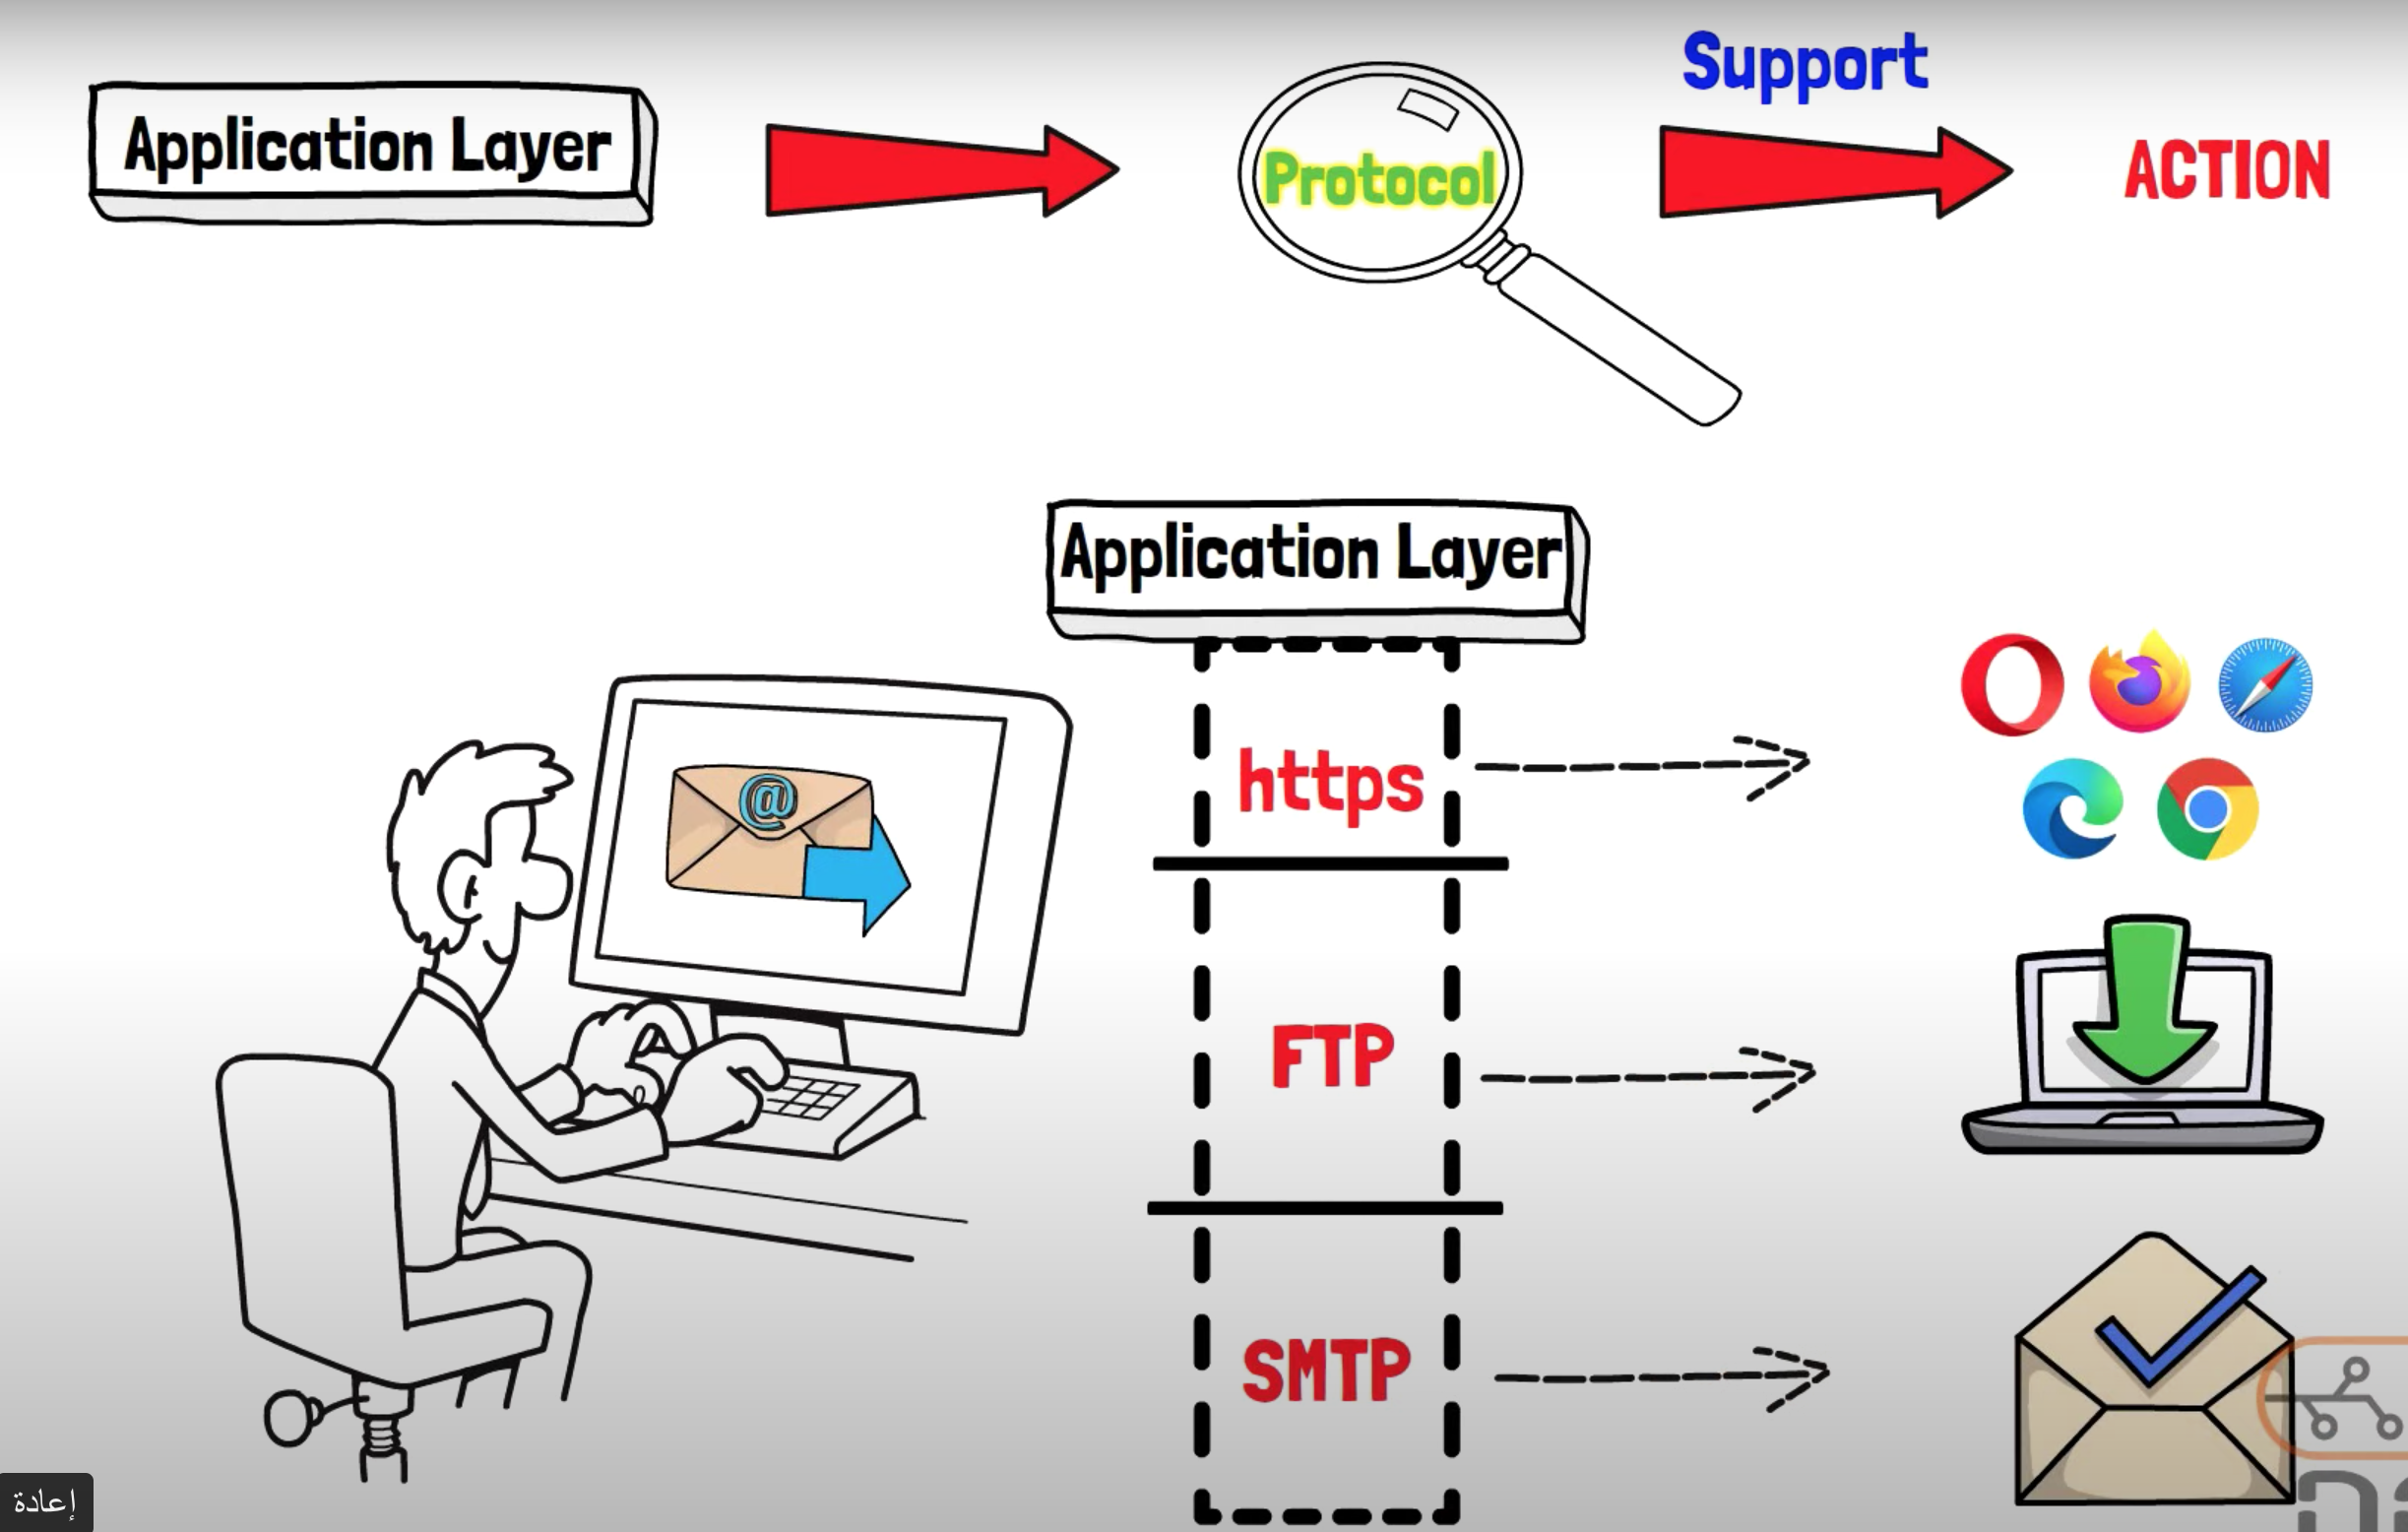 Support
Application Layer
Protocol
ACTION
Application Layer
@
https
FTP
SMTP
إعادة